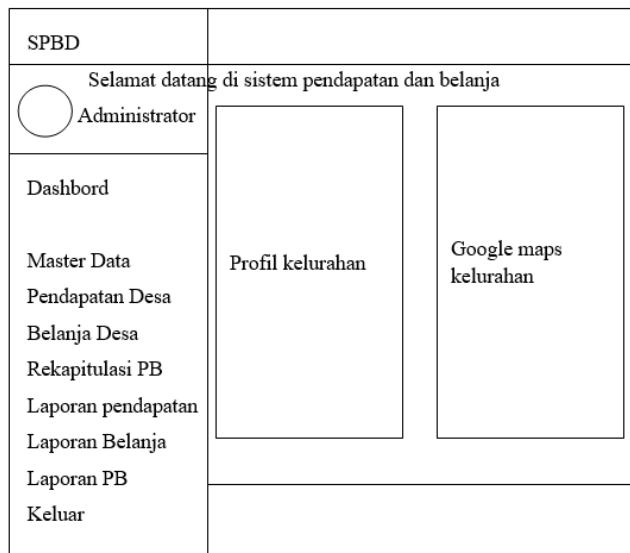 SPBD
Selamat datang di sistem pendapatan dan belanja
Administrator
Dashbord
Master Data
Pendapatan Desa
Belanja Desa
Rekapitulasi PB
Laporan pendapatan
Laporan Belanja
Laporan PB
Keluar
Profil kelurahan
Google maps
kelurahan